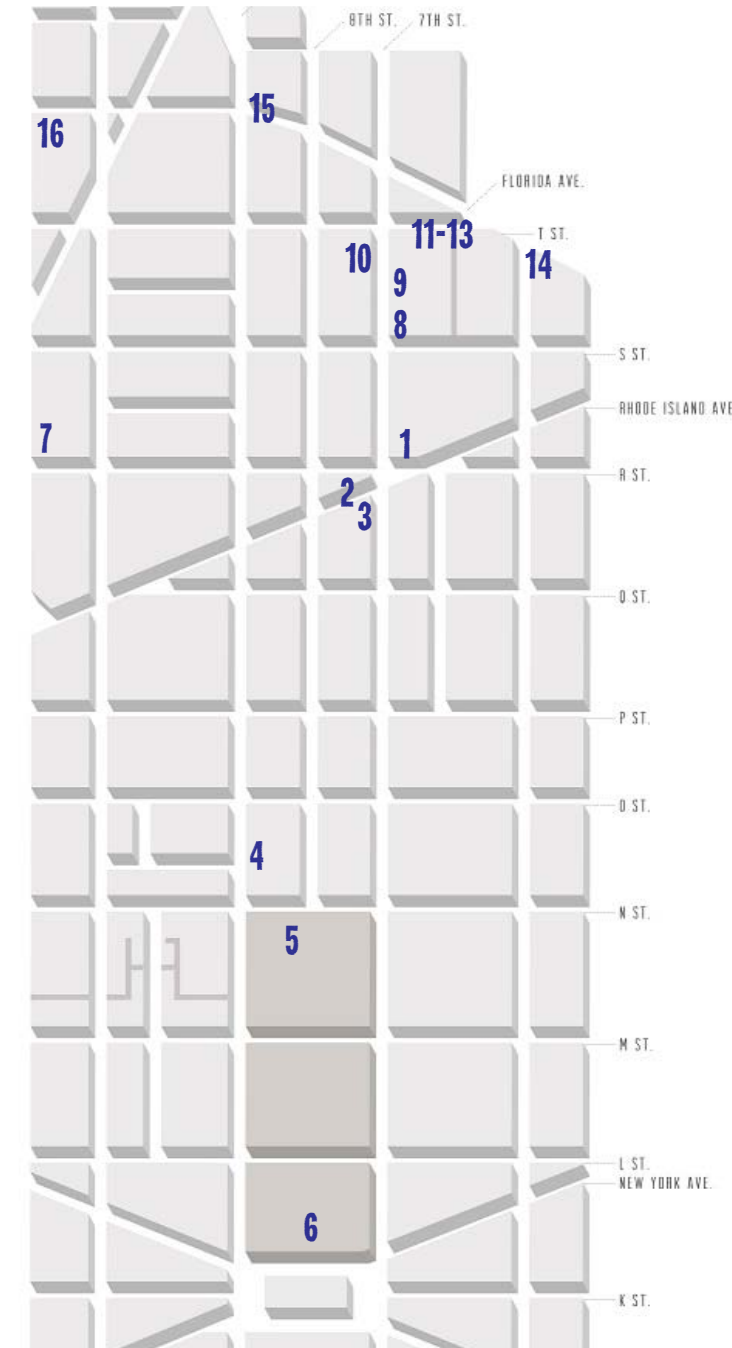 8TH ST. 7TH ST.
15
16
FLORIDA AVE.
11-13
T ST.
10
14
9
8
S ST.
RHODE ISLAND AVE
7
1
R ST.
2
3
Q ST.
P ST.
O ST.
4
N ST.
5
M ST.
L ST.
NEW YORK AVE.
6
K ST.